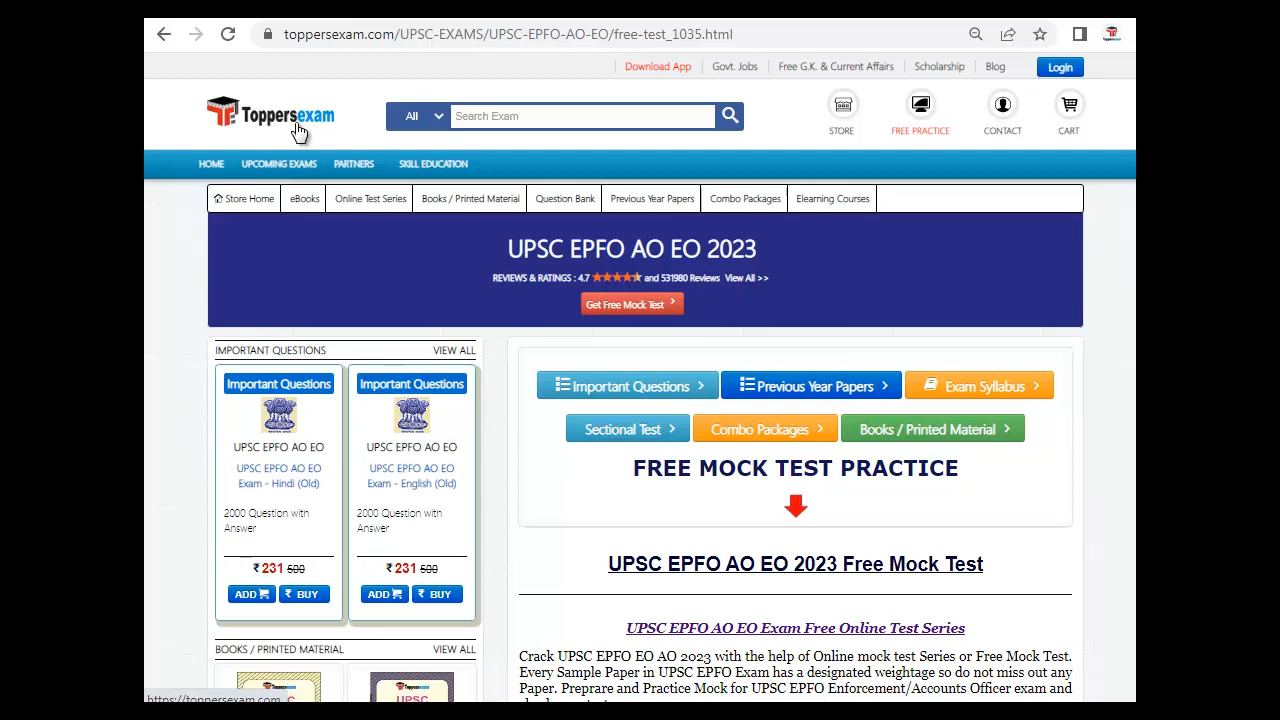 toppersexam.com/UPSC-EXAMS/UPSC-EPFO-AO-EO/free-test_1035.html
Download App
Govt. Jobs
Free G.K. & Current Affairs
Scholarship
Blog
Login
Toppersexam
All
Search Exam
STORE
FREE PRACTICE
CONTACT
CART
HOME
UPCOMING EXAMS
PARTNERS
SKILL EDUCATION
Store Home
eBooks
Online Test Series
Books / Printed Material
Question Bank
Previous Year Papers
Combo Packages
Elearning Courses
UPSC EPFO AO EO 2023
REVIEWS & RATINGS : 4.7 and 531980 Reviews View All >>
Get Free Mock Test
IMPORTANT QUESTIONS
VIEW ALL
Important Questions
UPSC EPFO AO EO
UPSC EPFO AO EO
Exam - Hindi (Old)
2000 Question with
Answer
₹ 231 500
ADD
₹ BUY
Important Questions
UPSC EPFO AO EO
UPSC EPFO AO EO
Exam - English (Old)
2000 Question with
Answer
₹ 231 500
ADD
₹ BUY
BOOKS / PRINTED MATERIAL
VIEW ALL
Toppersexam
Toppersexam
UPSC
https://toppersexam.com
Important Questions
Previous Year Papers
Exam Syllabus
Sectional Test
Combo Packages
Books / Printed Material
FREE MOCK TEST PRACTICE
UPSC EPFO AO EO 2023 Free Mock Test
UPSC EPFO AO EO Exam Free Online Test Series
Crack UPSC EPFO EO AO 2023 with the help of Online mock test Series or Free Mock Test.
Every Sample Paper in UPSC EPFO Exam has a designated weightage so do not miss out any
Paper. Preprare and Practice Mock for UPSC EPFO Enforcement/Accounts Officer exam and